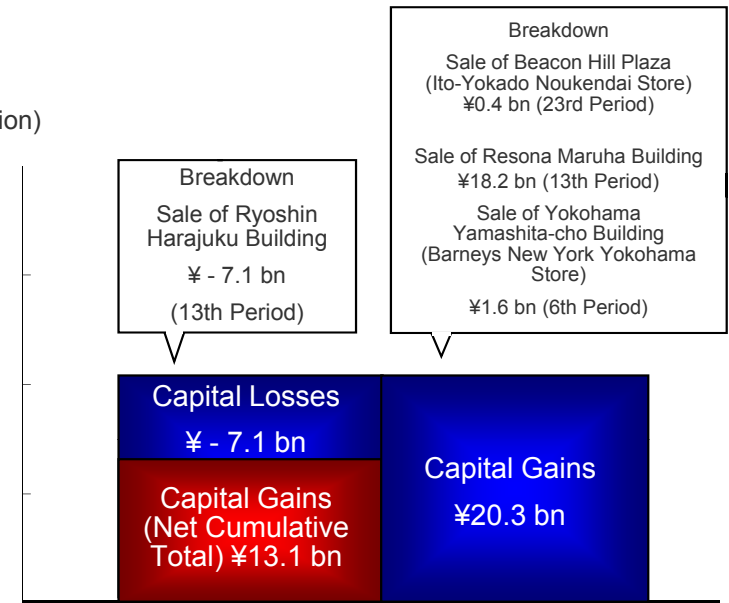 ion)
Breakdown
Sale of Ryoshin
Harajuku Building
¥ - 7.1 bn
(13th Period)
Breakdown
Sale of Beacon Hill Plaza
(Ito-Yokado Noukendai Store)
¥0.4 bn (23rd Period)
Sale of Resona Maruha Building
¥18.2 bn (13th Period)
Sale of Yokohama
Yamashita-cho Building
(Barneys New York Yokohama
Store)
¥1.6 bn (6th Period)
Capital Losses
¥ - 7.1 bn
Capital Gains
(Net Cumulative
Total) ¥13.1 bn
Capital Gains
¥20.3 bn